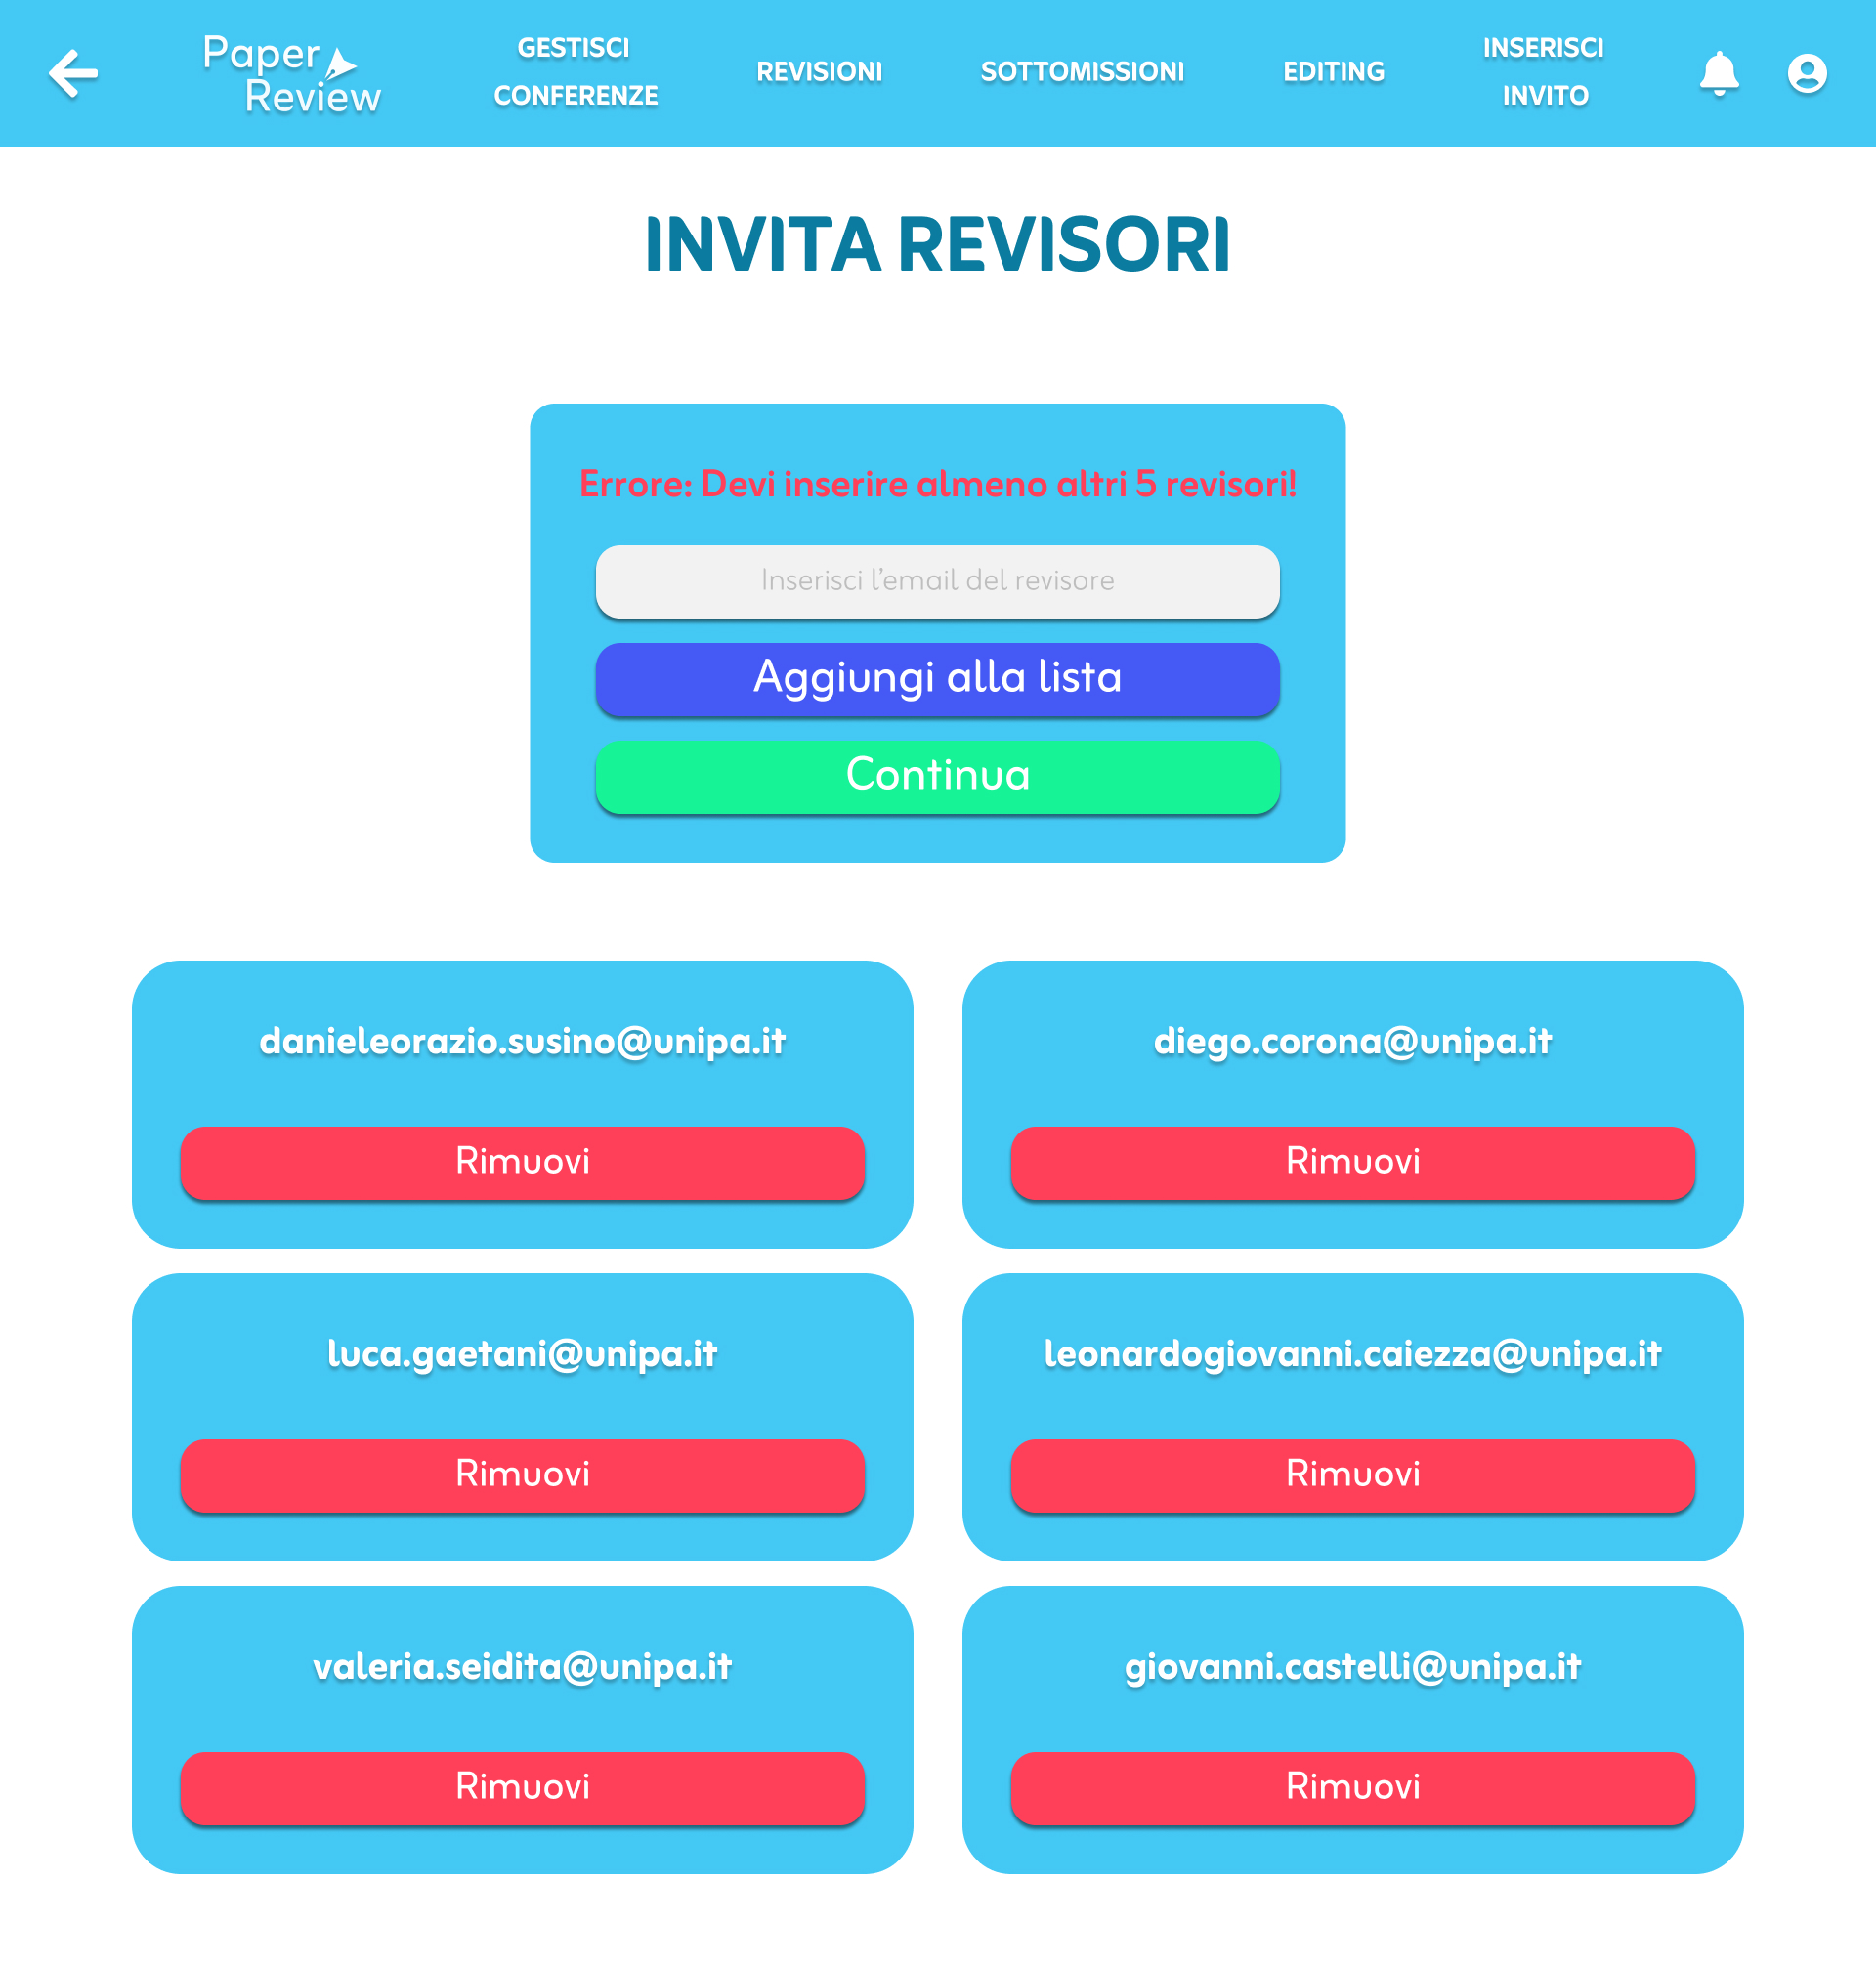 Paper
Review
GESTISCI
CONFERENZE
REVISIONI
SOTTOMISSIONI
EDITING
INSERISCI
INVITO
INVITA REVISORI
Errore: Devi inserire almeno altri 5 revisori!
Inserisci l’email del revisore
Aggiungi alla lista
Continua
danieleorazio.susino@unipa.it
diego.corona@unipa.it
Rimuovi
Rimuovi
luca.gaetani@unipa.it
leonardogiovanni.caiezza@unipa.it
Rimuovi
Rimuovi
valeria.seidita@unipa.it
giovanni.castelli@unipa.it
Rimuovi
Rimuovi